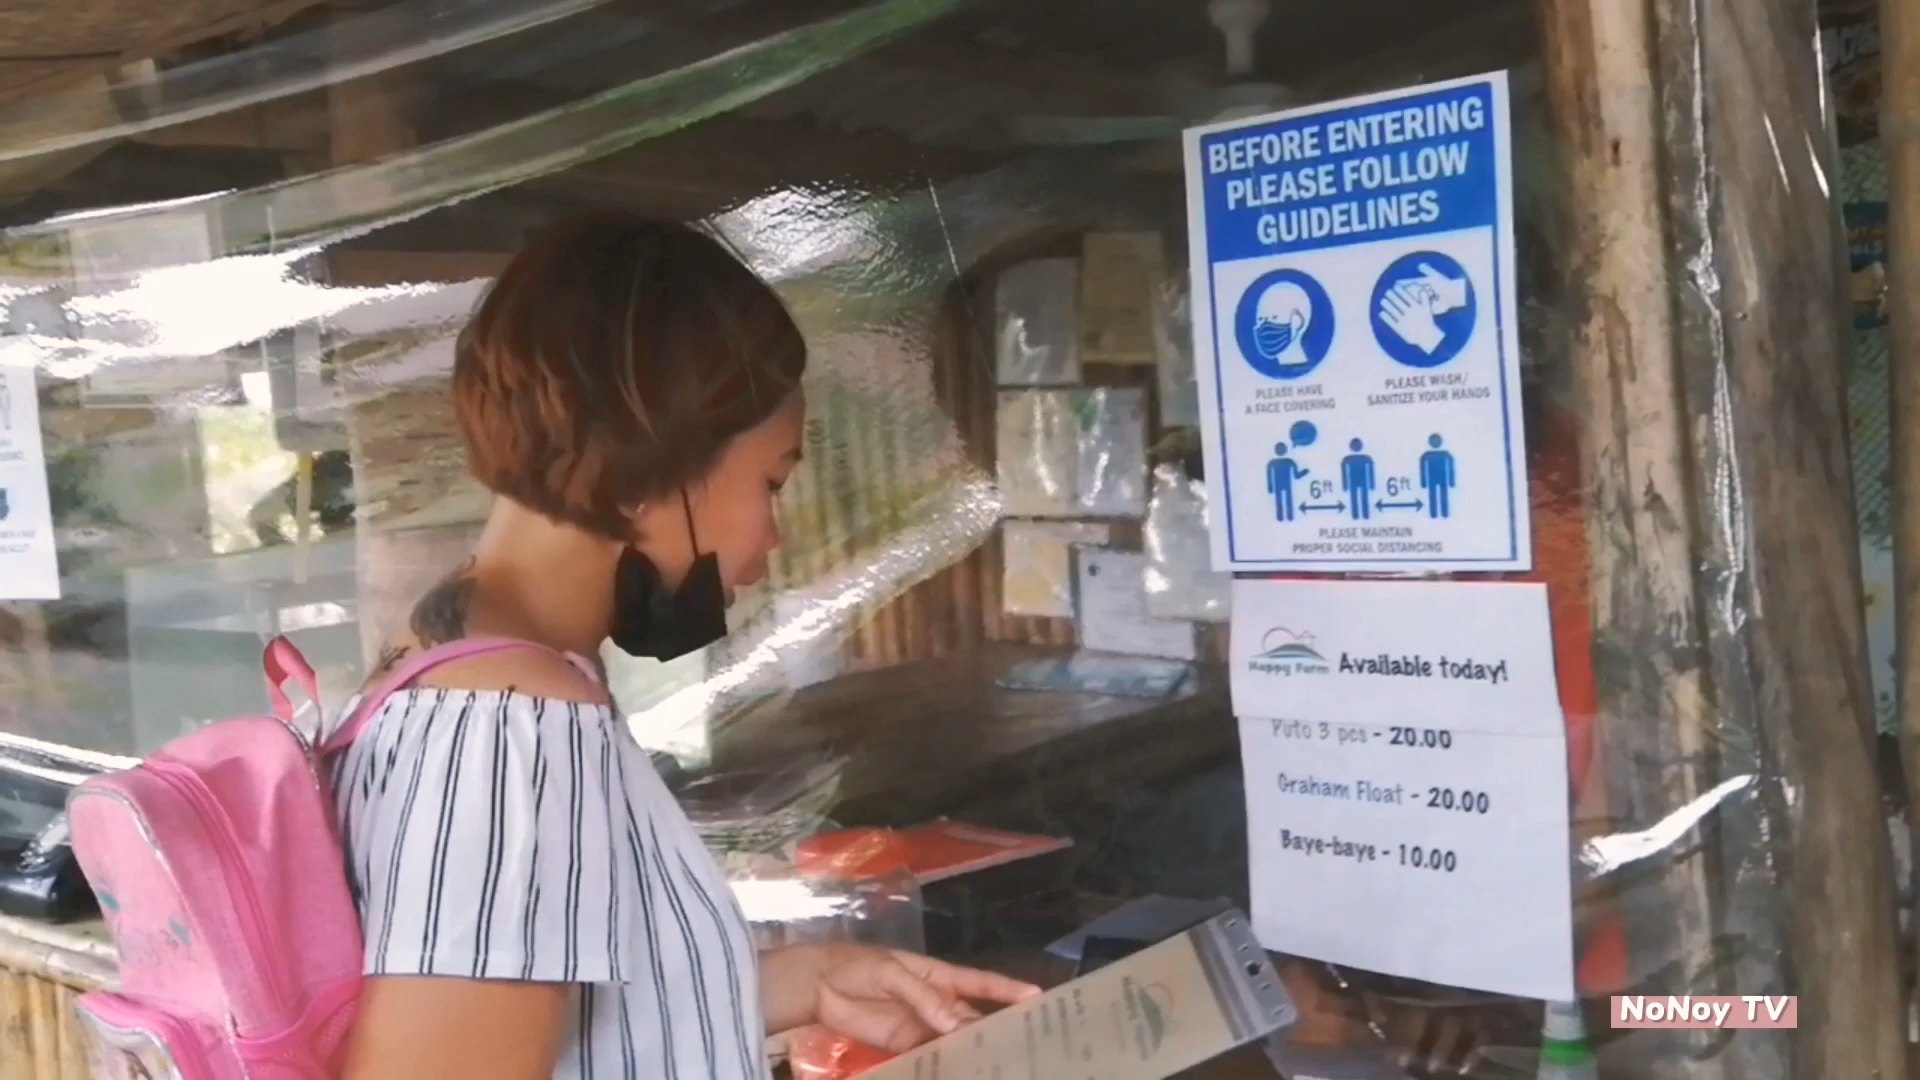 BEFORE ENTERING
PLEASE FOLLOW
GUIDELINES
PLEASE HAVE
A FACE COVERING
PLEASE WASH/
SANITIZE YOUR HANDS
6ft
6ft
PLEASE MAINTAIN
PROPER SOCIAL DISTANCING
Happy Farm Available today!
Puto 3 pcs - 20.00
Graham Float - 20.00
Baye-baye - 10.00
NoNoy TV